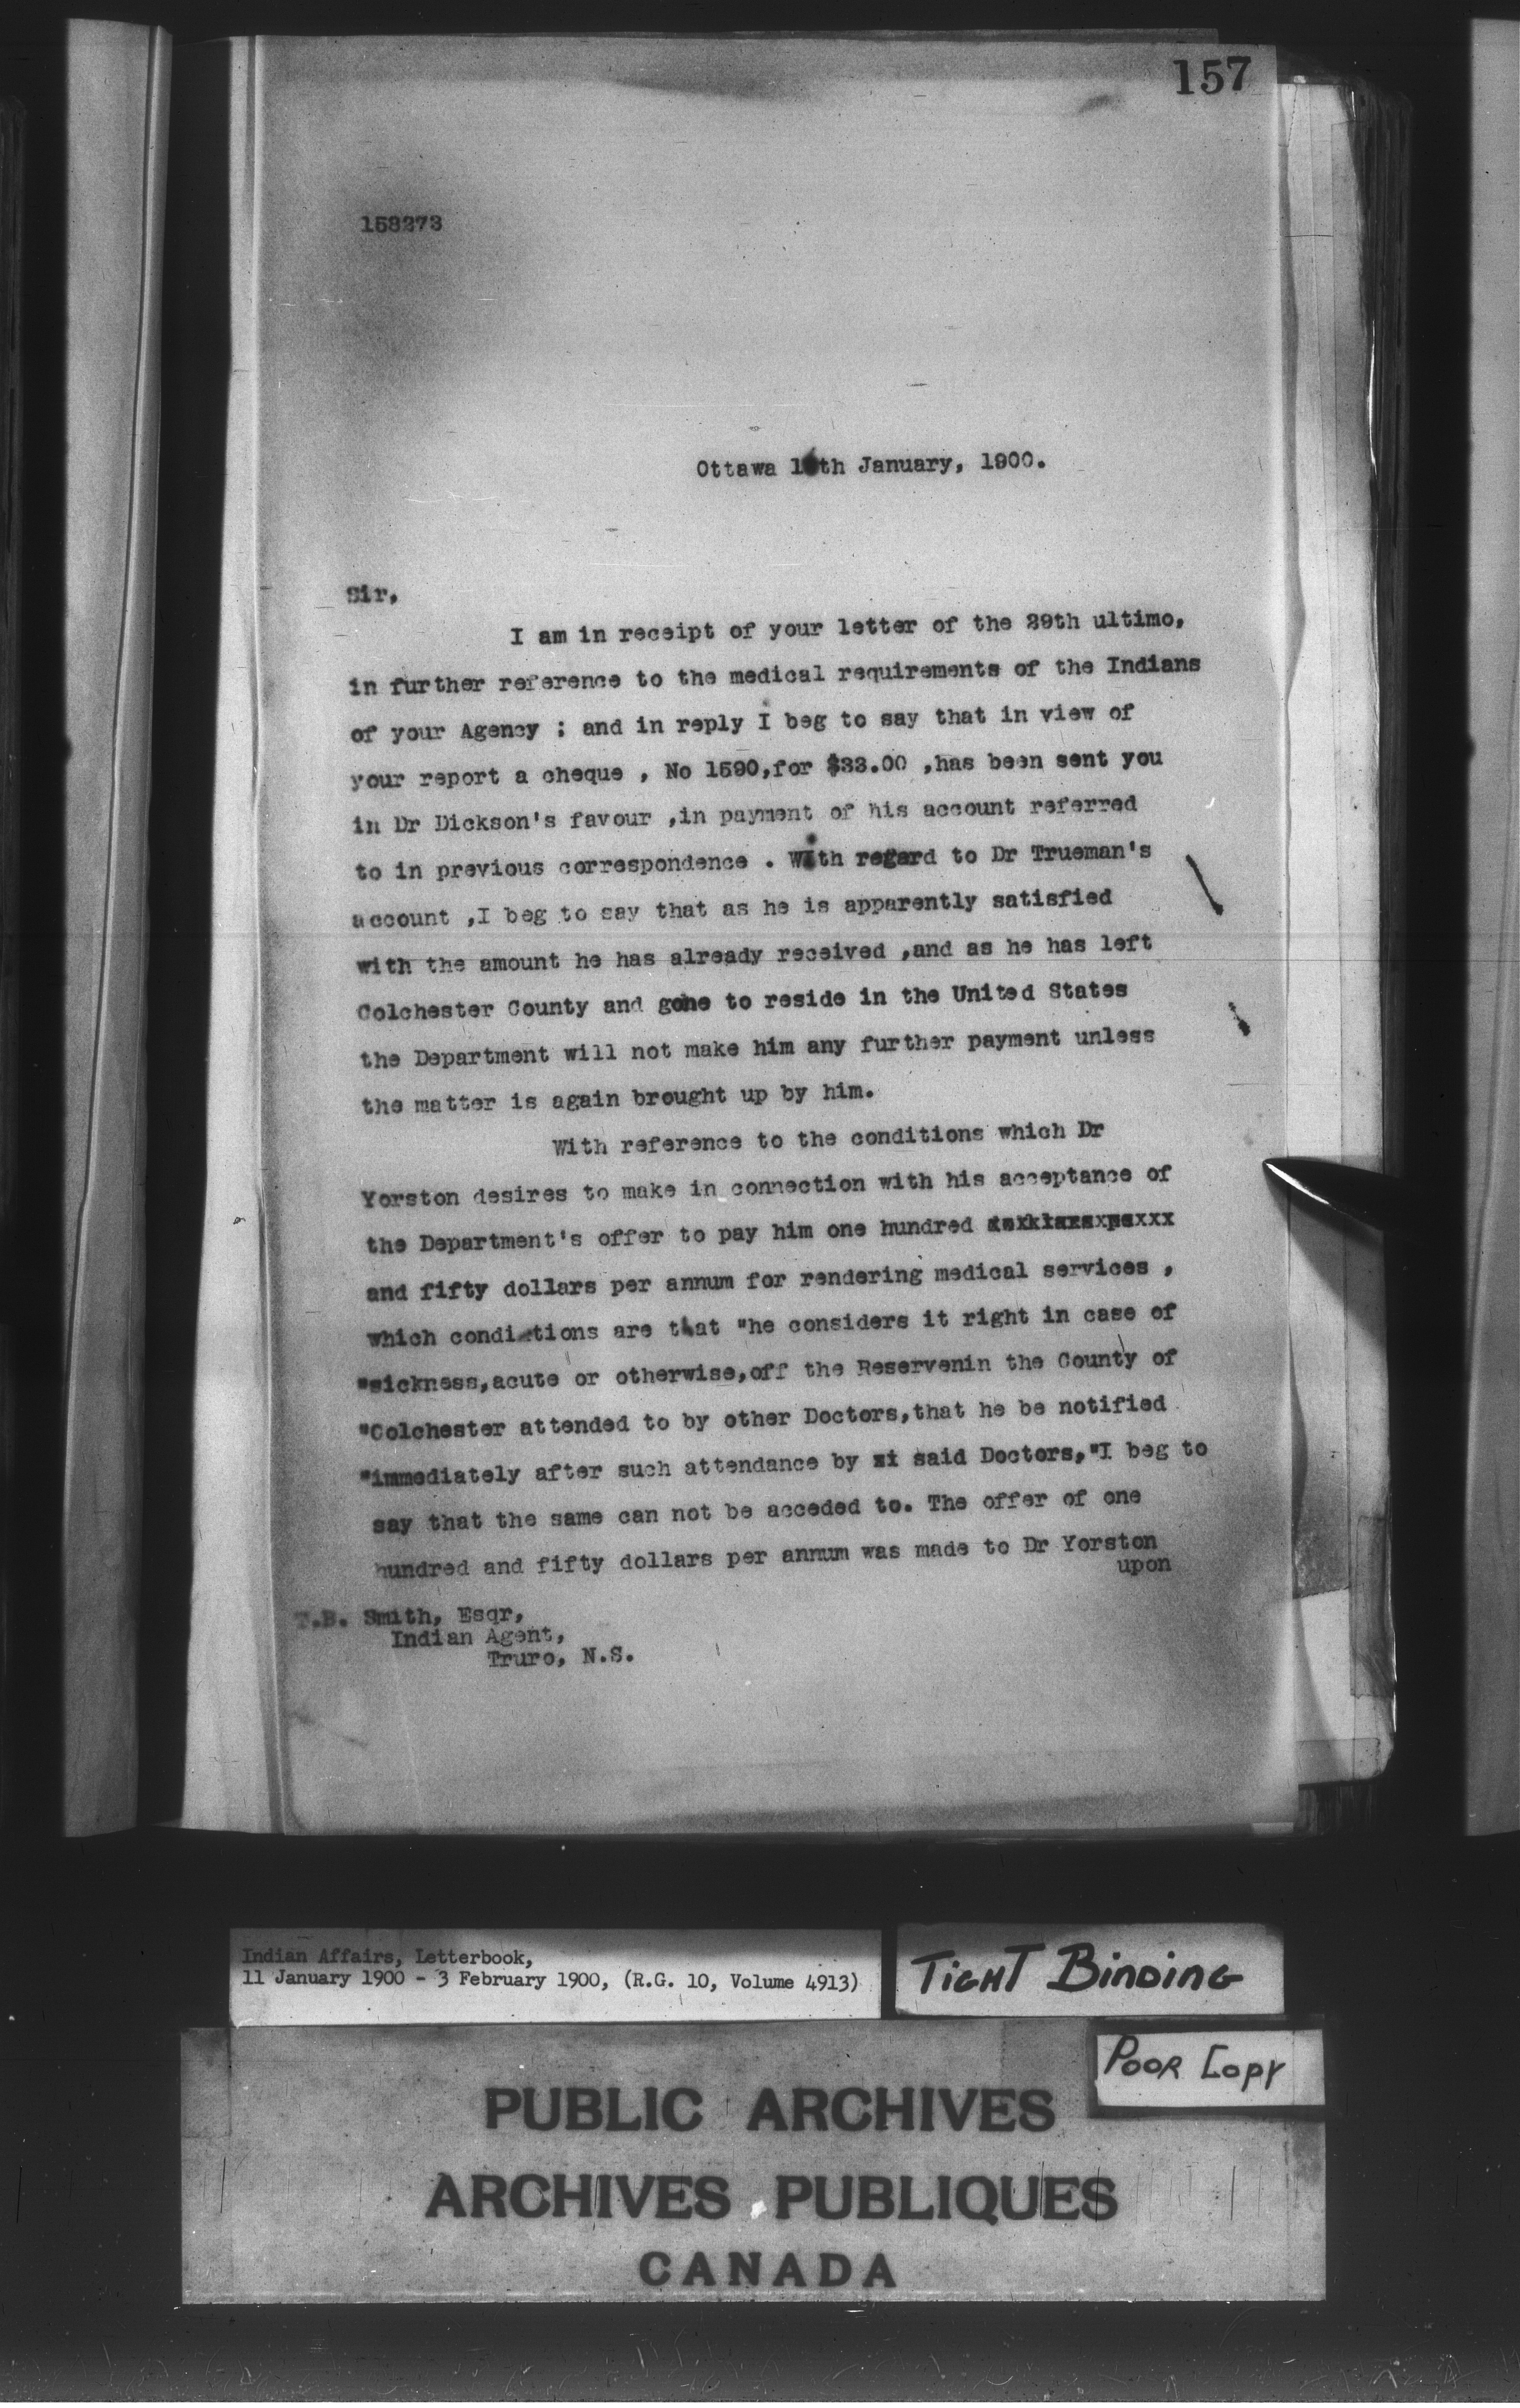 157
158273
Ottawa 1 th January, 1900.
Sir,
I am in receipt of your letter of the 29th ultimo,
in further reference to the medical requirements of the Indians
of your Agency ; and in reply I beg to say that in view of
your report a cheque , No 1590,for $33.00 ,has been sent you
in Dr Dickson's favour ,in payment of his account referred
to in previous correspondence . With regard to Dr Trueman's
account ,I beg to say that as he is apparently satisfied
with the amount he has already received ,and as he has left
Colchester County and gone to reside in the United States
the Department will not make him any further payment unless
the matter is again brought up by him.
With reference to the conditions which Dr
Yorston desires to make in connection with his acceptance of
the Department's offer to pay him one hundred
and fifty dollars per annum for rendering medical services ,
which condi tions are that "he considers it right in case of
"sickness,acute or otherwise,off the Reservenin the County of
"Colchester attended to by other Doctors,that he be notified
"immediately after such attendance by said Doctors,"I beg to
say that the same can not be acceded to. The offer of one
hundred and fifty dollars per annum was made to Dr Yorston
upon
T.B. Smith, Esqr,
Indian Agent,
Truro, N.S.
Indian Affairs, Letterbook,
11 January 1900 - 3 February 1900, (R.G. 10, Volume 4913)
TIGHT BINDING
POOR COPY
PUBLIC ARCHIVES
ARCHIVES PUBLIQUES
CANADA